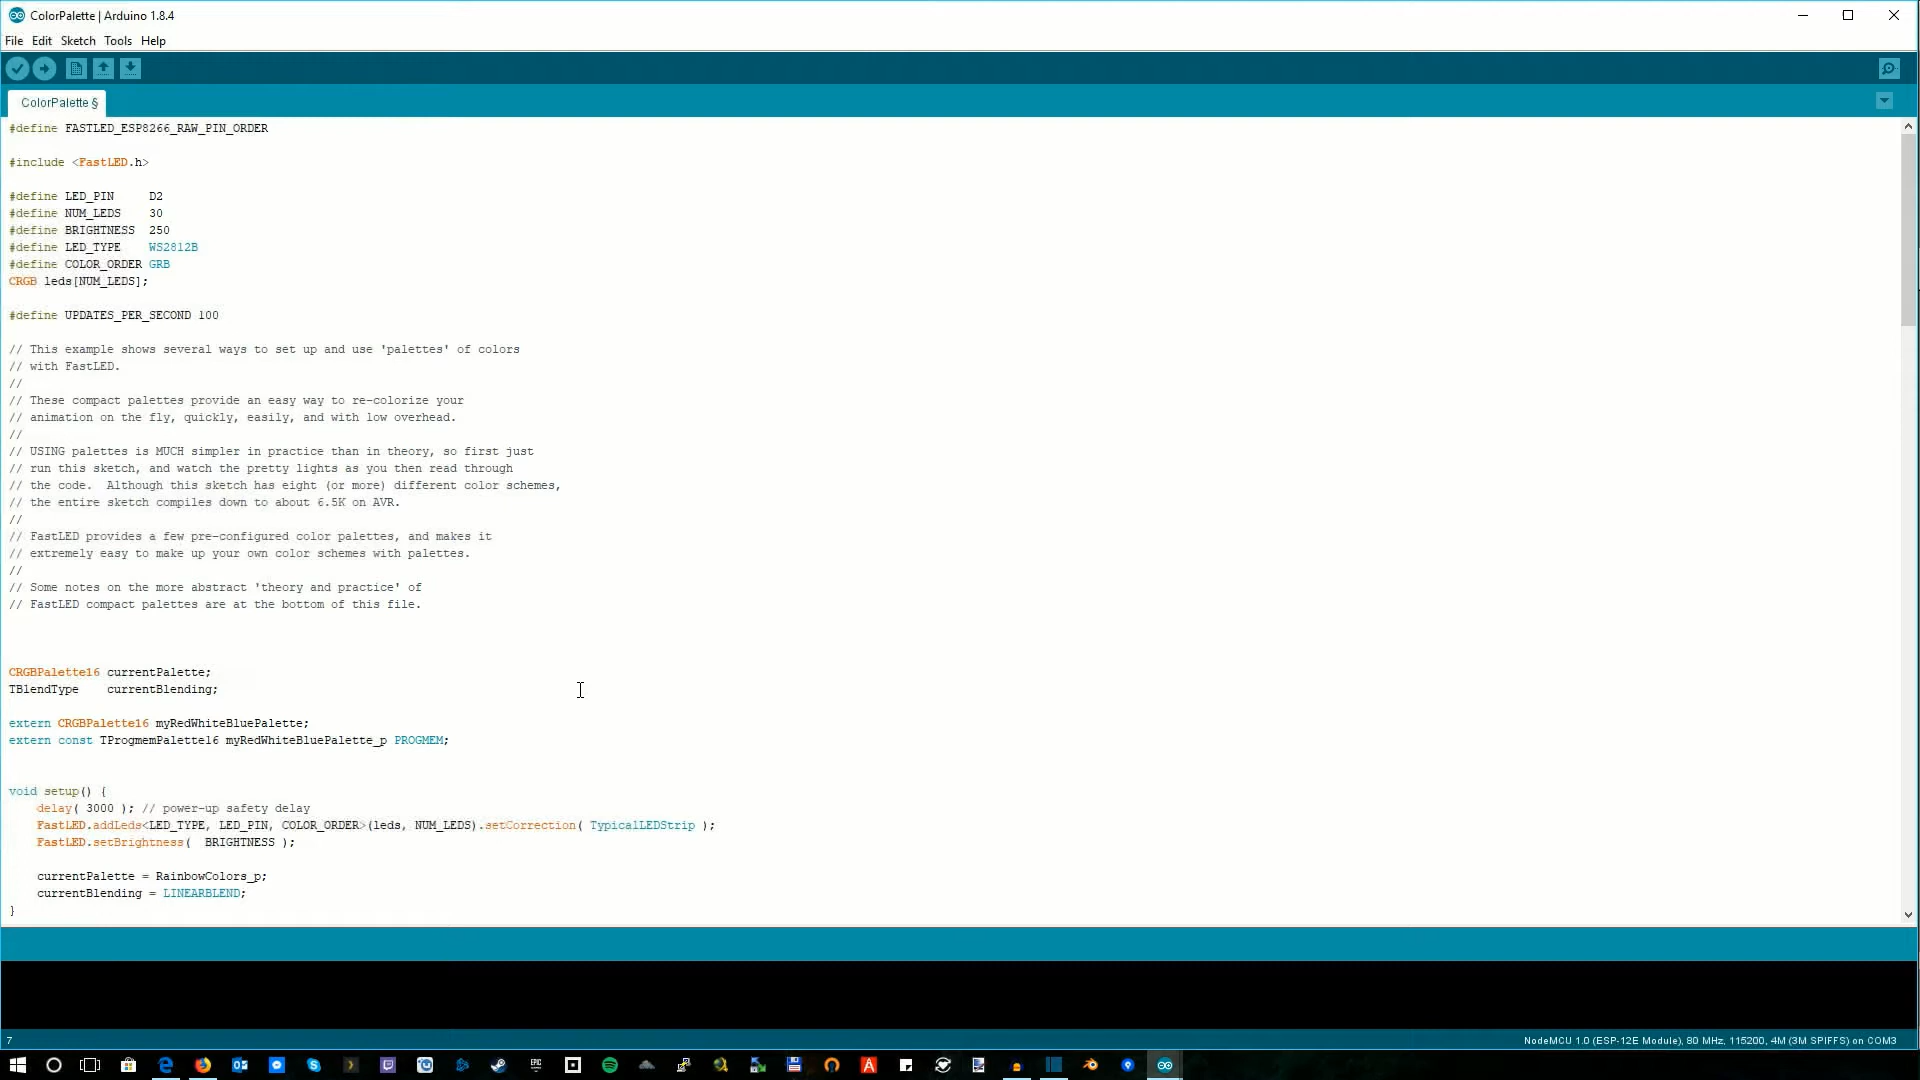 ColorPalette | Arduino 1.8.4
File Edit Sketch Tools Help
ColorPalette §
#define FASTLED_ESP8266_RAW_PIN_ORDER
#include <FastLED.h>
#define LED_PIN     D2
#define NUM_LEDS    30
#define BRIGHTNESS  250
#define LED_TYPE    WS2812B
#define COLOR_ORDER GRB
CRGB leds[NUM_LEDS];
#define UPDATES_PER_SECOND 100
// This example shows several ways to set up and use 'palettes' of colors
// with FastLED.
//
// These compact palettes provide an easy way to re-colorize your
// animation on the fly, quickly, easily, and with low overhead.
//
// USING palettes is MUCH simpler in practice than in theory, so first just
// run this sketch, and watch the pretty lights as you then read through
// the code.  Although this sketch has eight (or more) different color schemes,
// the entire sketch compiles down to about 6.5K on AVR.
//
// FastLED provides a few pre-configured color palettes, and makes it
// extremely easy to make up your own color schemes with palettes.
//
// Some notes on the more abstract 'theory and practice' of
// FastLED compact palettes are at the bottom of this file.
CRGBPalette16 currentPalette;
TBlendType    currentBlending;
extern CRGBPalette16 myRedWhiteBluePalette;
extern const TProgmemPalette16 myRedWhiteBluePalette_p PROGMEM;
void setup() {
    delay( 3000 ); // power-up safety delay
    FastLED.addLeds<LED_TYPE, LED_PIN, COLOR_ORDER>(leds, NUM_LEDS).setCorrection( TypicalLEDStrip );
    FastLED.setBrightness(  BRIGHTNESS );
    currentPalette = RainbowColors_p;
    currentBlending = LINEARBLEND;
}
7
NodeMCU 1.0 (ESP-12E Module), 80 MHz, 115200, 4M (3M SPIFFS) on COM3
EPIC